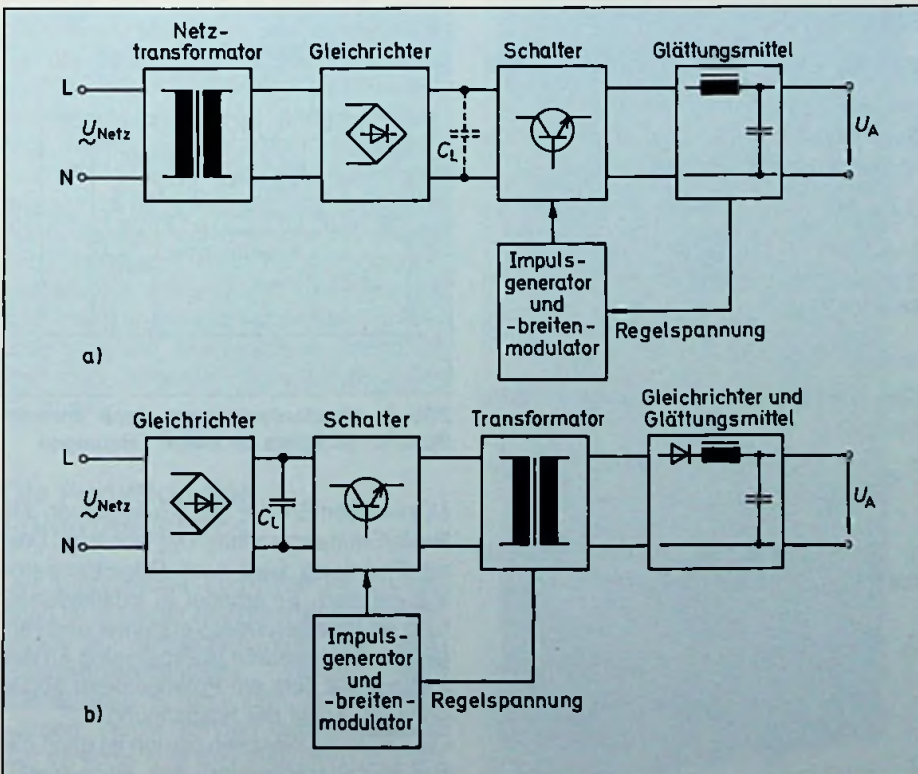 Netz-
transformator
Gleichrichter
Schalter
Glättungsmittel
L
U Netz
N
C L
U A
Impuls-
generator
und
-breiten-
modulator
Regelspannung
a)
Gleichrichter
Schalter
Transformator
Gleichrichter und
Glättungsmittel
L
U Netz
N
C L
U A
Impuls-
generator
und
-breiten-
modulator
Regelspannung
b)